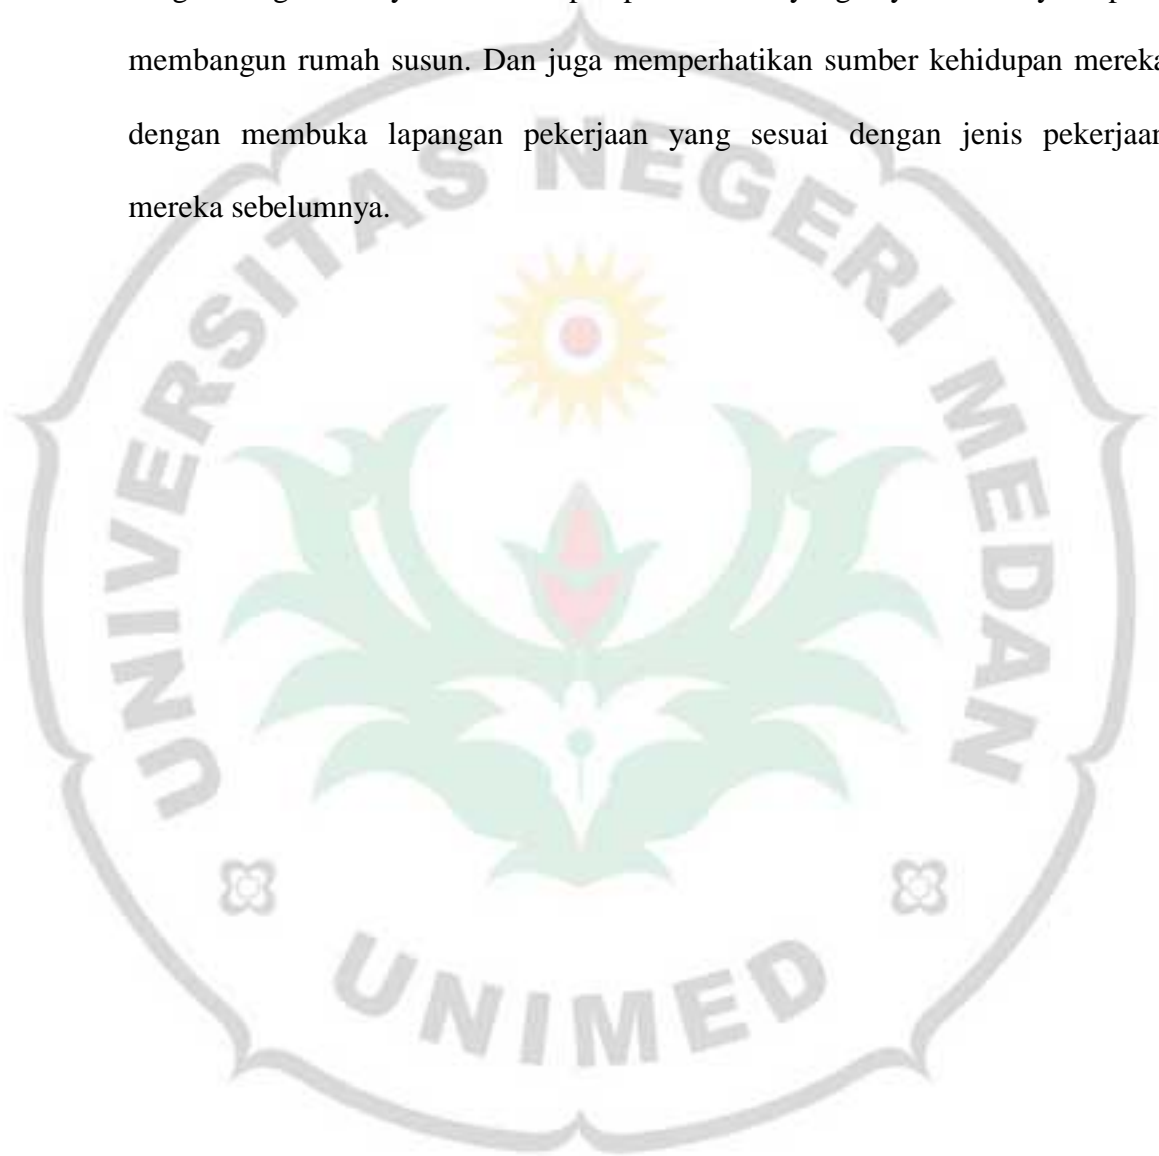 membangun rumah susun. Dan juga memperhatikan sumber kehidupan mereka
dengan membuka lapangan pekerjaan yang sesuai dengan jenis pekerjaan
mereka sebelumnya.
UNIVERSITAS NEGERI MEDAN
UNIMED